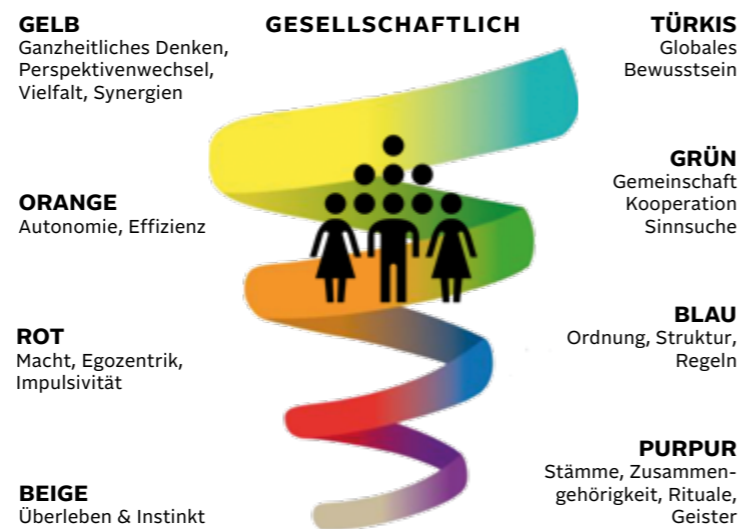 GESELLSCHAFTLICH
GELB
Ganzheitliches Denken,
Perspektivenwechsel,
Vielfalt, Synergien
TÜRKIS
Globales
Bewusstsein
GRÜN
Gemeinschaft
Kooperation
Sinnsuche
ORANGE
Autonomie, Effizienz
BLAU
Ordnung, Struktur,
Regeln
ROT
Macht, Egozentrik,
Impulsivität
PURPUR
Stämme, Zusammen-
gehörigkeit, Rituale,
Geister
BEIGE
Überleben & Instinkt